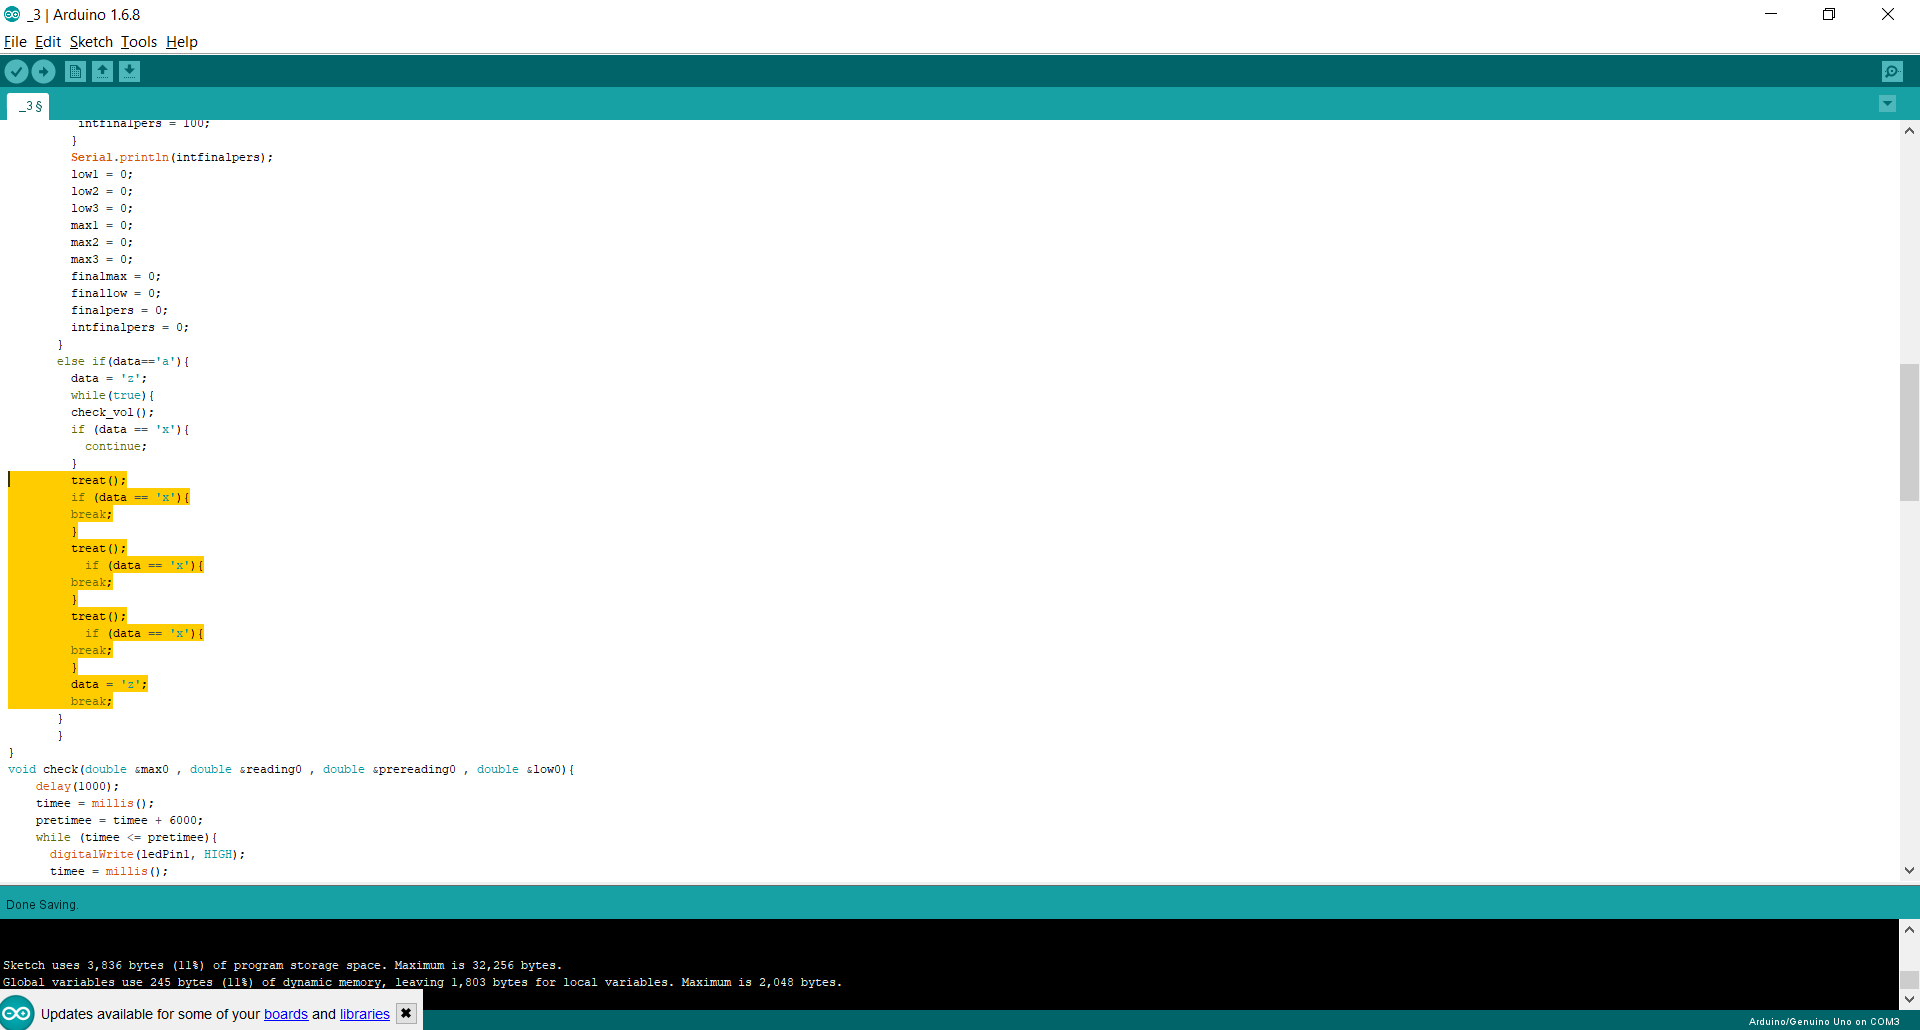 _3 | Arduino 1.6.8
File Edit Sketch Tools Help
_3 §
intfinalpers = 100;
}
Serial.println(intfinalpers);
low1 = 0;
low2 = 0;
low3 = 0;
max1 = 0;
max2 = 0;
max3 = 0;
finalmax = 0;
finallow = 0;
finalpers = 0;
intfinalpers = 0;
}
else if(data=='a'){
data = 'z';
while(true){
check_vol();
if (data == 'x'){
continue;
}
treat();
if (data == 'x'){
break;
}
treat();
if (data == 'x'){
break;
}
treat();
if (data == 'x'){
break;
}
data = 'z';
break;
}
}
}
void check(double &max0 , double &reading0 , double &prereading0 , double &low0){
delay(1000);
timee = millis();
pretimee = timee + 6000;
while (timee <= pretimee){
digitalWrite(ledPin1, HIGH);
timee = millis();
Done Saving.
Sketch uses 3,836 bytes (11%) of program storage space. Maximum is 32,256 bytes.
Global variables use 245 bytes (11%) of dynamic memory, leaving 1,803 bytes for local variables. Maximum is 2,048 bytes.
Updates available for some of your boards and libraries
Arduino/Genuino Uno on COM3